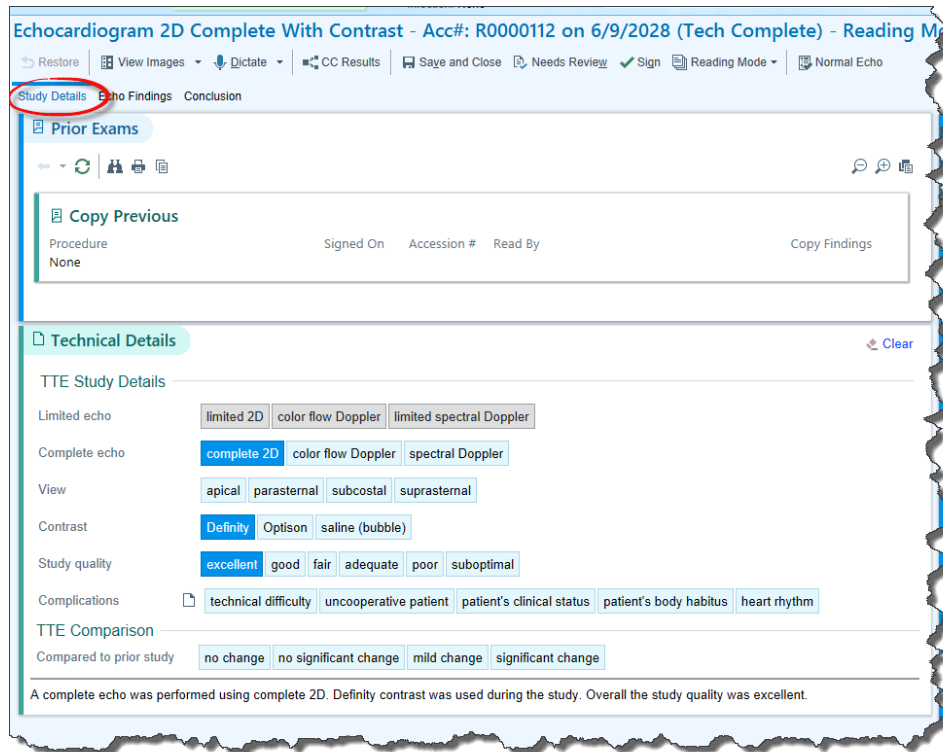 Echocardiogram 2D Complete With Contrast - Acc#: R0000112 on 6/9/2028 (Tech Complete) - Reading
Restore View Images Dictate CC Results Save and Close Needs Review Sign Reading Mode Normal Echo
Study Details Echo Findings Conclusion
Prior Exams
Copy Previous
Procedure Signed On Accession # Read By Copy Findings
None
Technical Details
Clear
TTE Study Details
Limited echo limited 2D color flow Doppler limited spectral Doppler
Complete echo complete 2D color flow Doppler spectral Doppler
View apical parasternal subcostal suprasternal
Contrast Definity Optison saline (bubble)
Study quality excellent good fair adequate poor suboptimal
Complications technical difficulty uncooperative patient patient's clinical status patient's body habitus heart rhythm
TTE Comparison
Compared to prior study no change no significant change mild change significant change
A complete echo was performed using complete 2D. Definity contrast was used during the study. Overall the study quality was excellent.